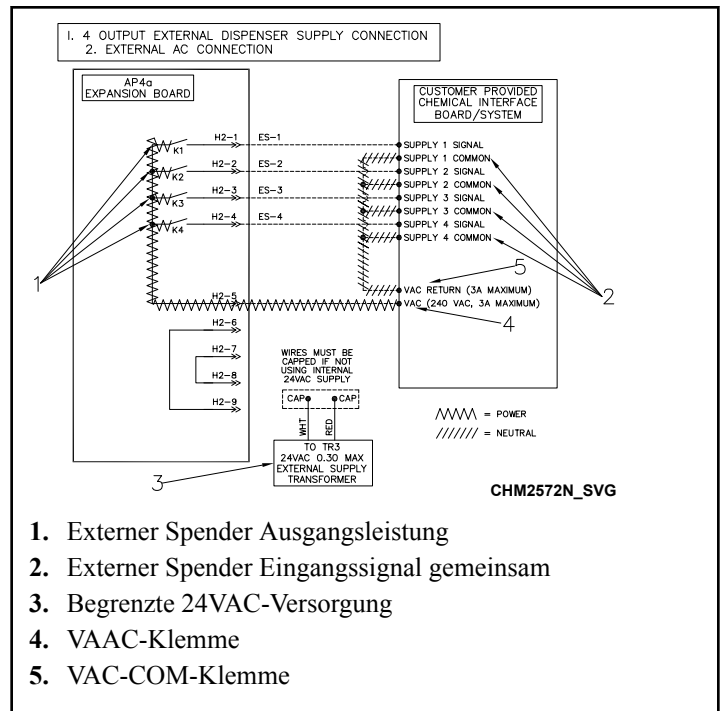 I. 4 OUTPUT EXTERNAL DISPENSER SUPPLY CONNECTION
2. EXTERNAL AC CONNECTION
AP4a
EXPANSION BOARD
CUSTOMER PROVIDED
CHEMICAL INTERFACE
BOARD/SYSTEM
K1
H2-1
ES-1
SUPPLY 1 SIGNAL
SUPPLY 1 COMMON
K2
H2-2
ES-2
SUPPLY 2 SIGNAL
SUPPLY 2 COMMON
K3
H2-3
ES-3
SUPPLY 3 SIGNAL
SUPPLY 3 COMMON
K4
H2-4
ES-4
SUPPLY 4 SIGNAL
SUPPLY 4 COMMON
1
2
5
VAC RETURN (3A MAXIMUM)
H2-5
VAC (240 VAC, 3A MAXIMUM)
4
H2-6
H2-7
H2-8
H2-9
WIRES MUST BE
CAPPED IF NOT
USING INTERNAL
24VAC SUPPLY
CAP
CAP
WHT
RED
TO TR3
24VAC 0.30 MAX
EXTERNAL SUPPLY
TRANSFORMER
3
= POWER
= NEUTRAL
CHM2572N_SVG
1. Externer Spender Ausgangsleistung
2. Externer Spender Eingangssignal gemeinsam
3. Begrenzte 24VAC-Versorgung
4. VAAC-Klemme
5. VAC-COM-Klemme